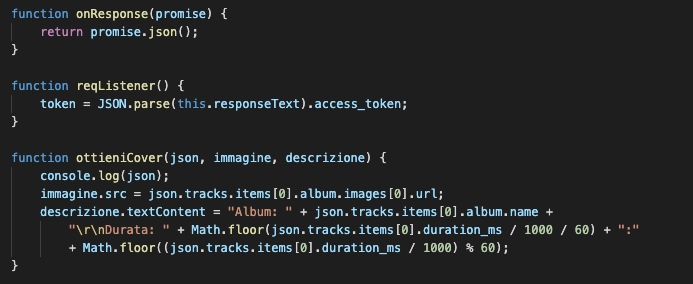 function onResponse(promise) {
    return promise.json();
}

function reqListener() {
    token = JSON.parse(this.responseText).access_token;
}

function ottieniCover(json, immagine, descrizione) {
    console.log(json);
    immagine.src = json.tracks.items[0].album.images[0].url;
    descrizione.textContent = "Album: " + json.tracks.items[0].album.name +
        "\r\nDurata: " + Math.floor(json.tracks.items[0].duration_ms / 1000 / 60) + ":"
        + Math.floor((json.tracks.items[0].duration_ms / 1000) % 60);
}